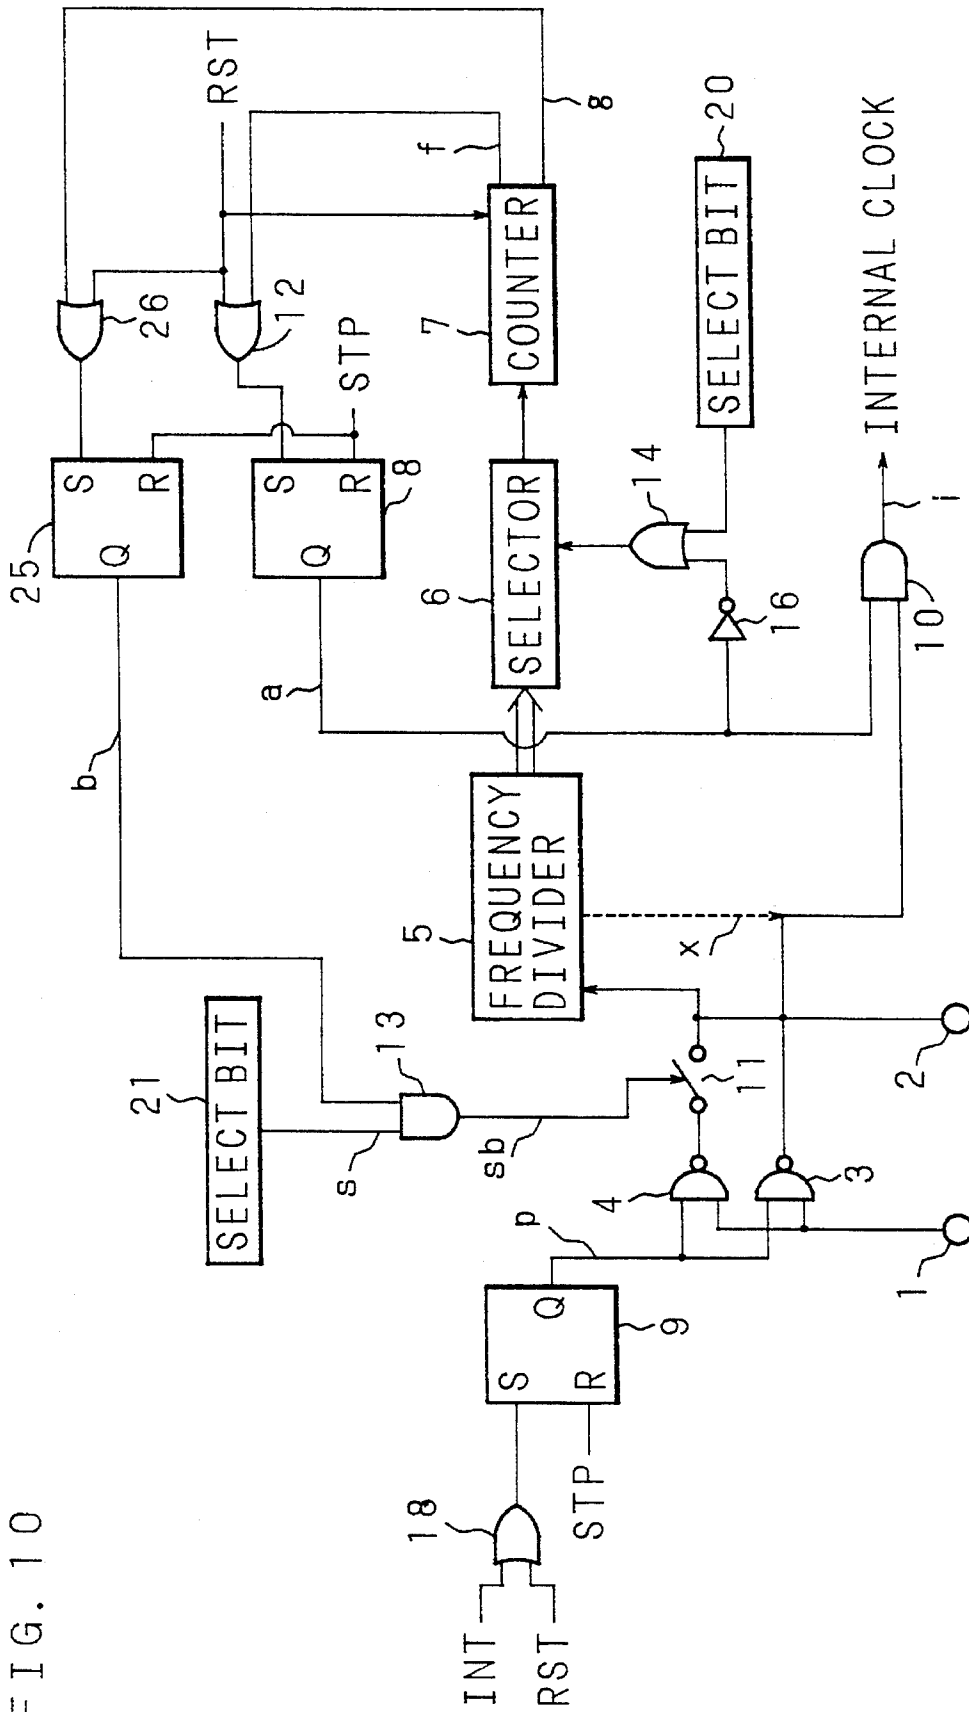 FIG. 10
INT
RST
18
STP
S
R
Q
9
p
1
2
4
3
11
SELECT BIT
21
s
13
sb
b
FREQUENCY
DIVIDER
5
x
a
SELECTOR
6
16
14
10
i
INTERNAL CLOCK
25
Q
S
R
Q
S
R
8
STP
26
12
RST
COUNTER
7
f
g
SELECT BIT
20